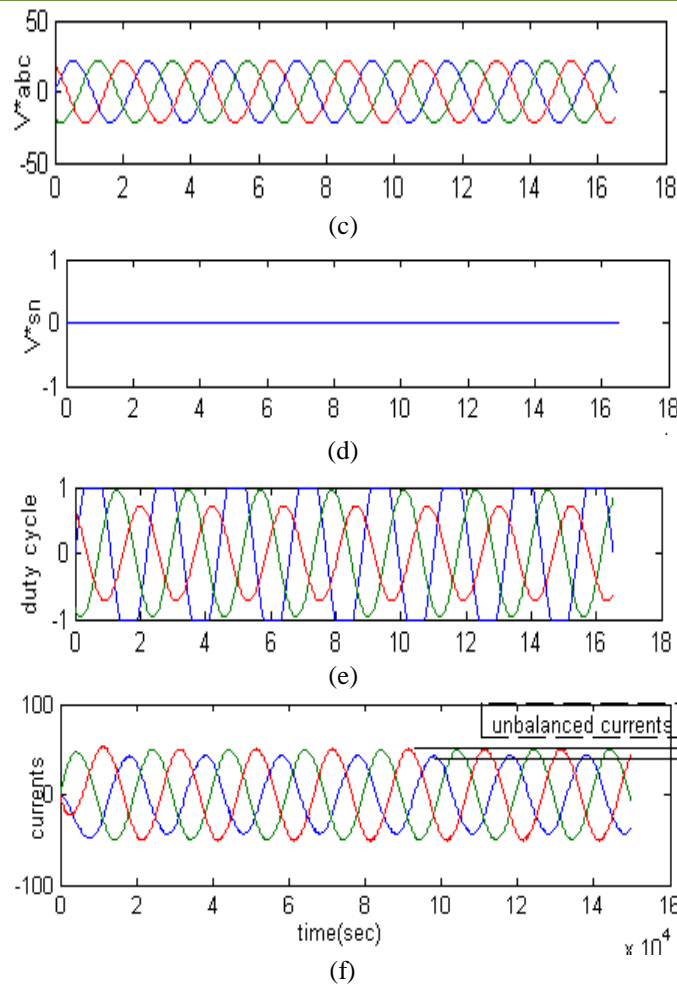 50
0
-50
V*abc
0 2 4 6 8 10 12 14 16 18
(c)
1
0
-1
V*sn
0 2 4 6 8 10 12 14 16 18
(d)
1
0
-1
duty cycle
0 2 4 6 8 10 12 14 16 18
(e)
100
0
-100
currents
unbalanced currents
0 2 4 6 8 10 12 14 16
time(sec)
x 10^4
(f)